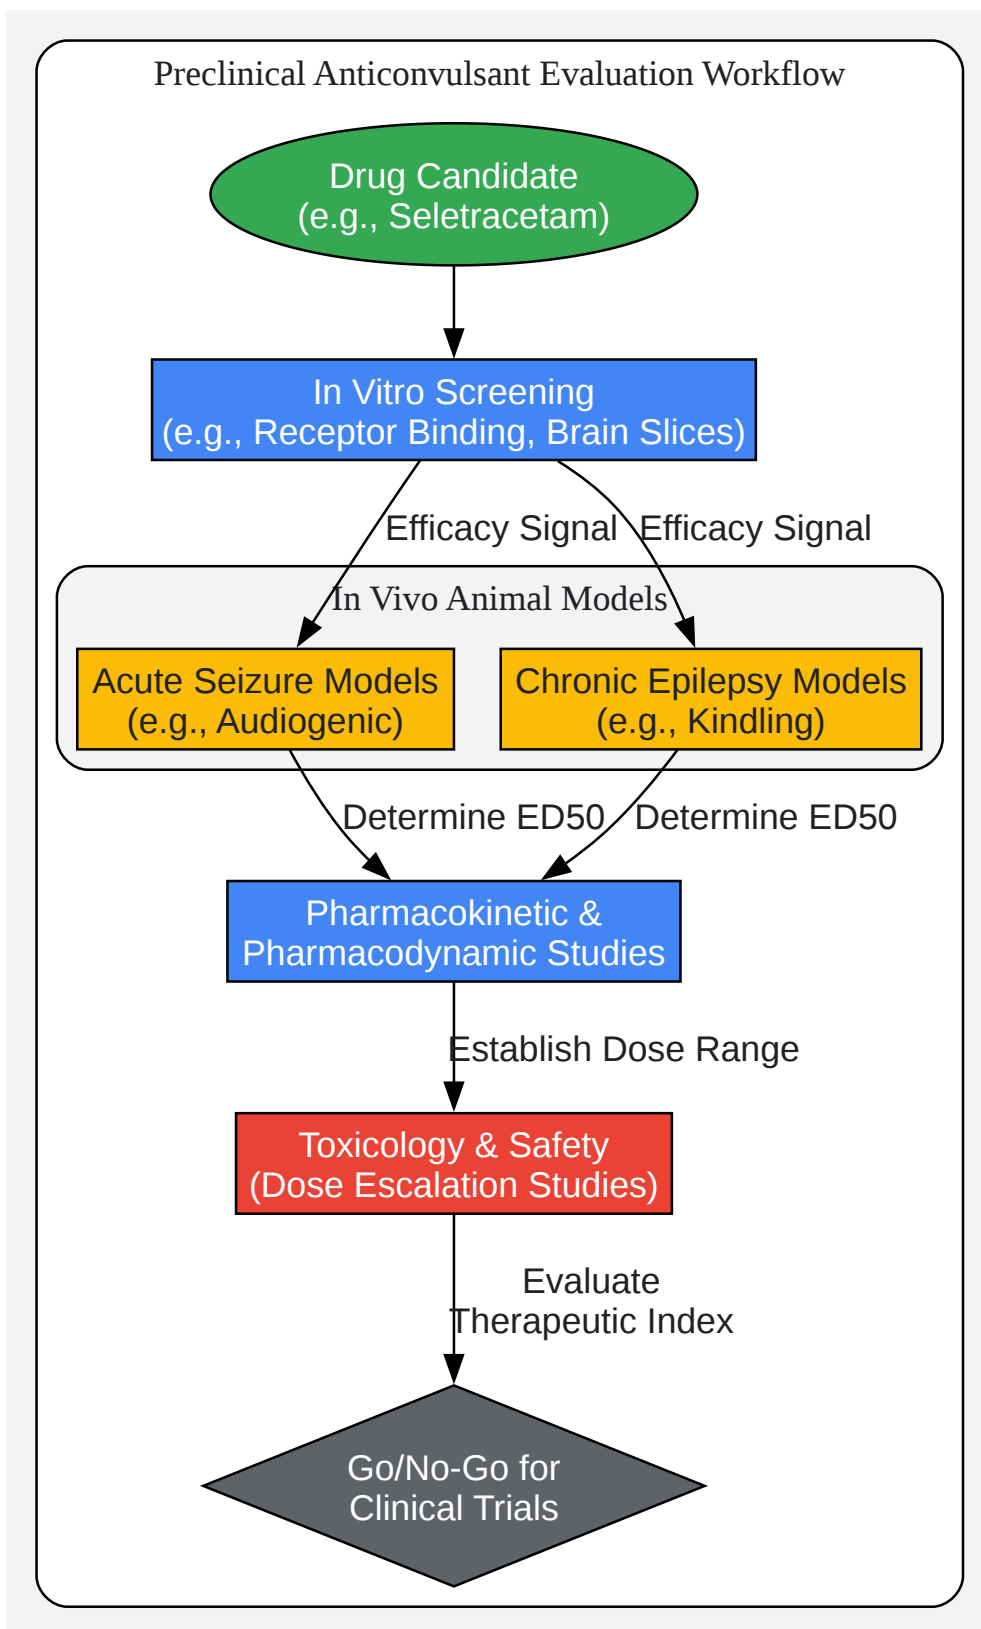 Preclinical Anticonvulsant Evaluation Workflow
Drug Candidate
(e.g., Seletracetam)
In Vitro Screening
(e.g., Receptor Binding, Brain Slices)
Efficacy Signal
Efficacy Signal
In Vivo Animal Models
Acute Seizure Models
(e.g., Audiogenic)
Chronic Epilepsy Models
(e.g., Kindling)
Determine ED50
Determine ED50
Pharmacokinetic &
Pharmacodynamic Studies
Establish Dose Range
Toxicology & Safety
(Dose Escalation Studies)
Evaluate
Therapeutic Index
Go/No-Go for
Clinical Trials